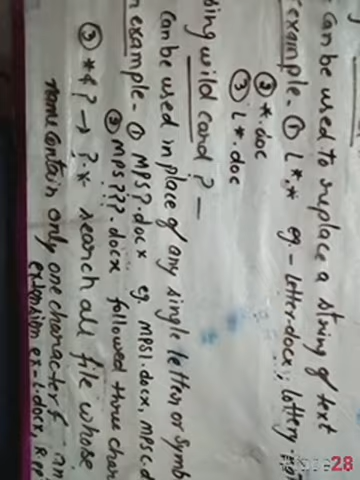 can be used to replace a string of text
example - ① L*.* eg. - Letter.docx; lottery.
② *.doc
③ L*.doc
wild card ? -
Can be used in place of any single letter or symb
example - ① MPS?.docx eg. MPS1.docx, MPSC.d
② MPS???.docx followed three char
③ *&? → ?.* search all file whose
name contain only one character &
extension ex - L.docx, R.pp
28